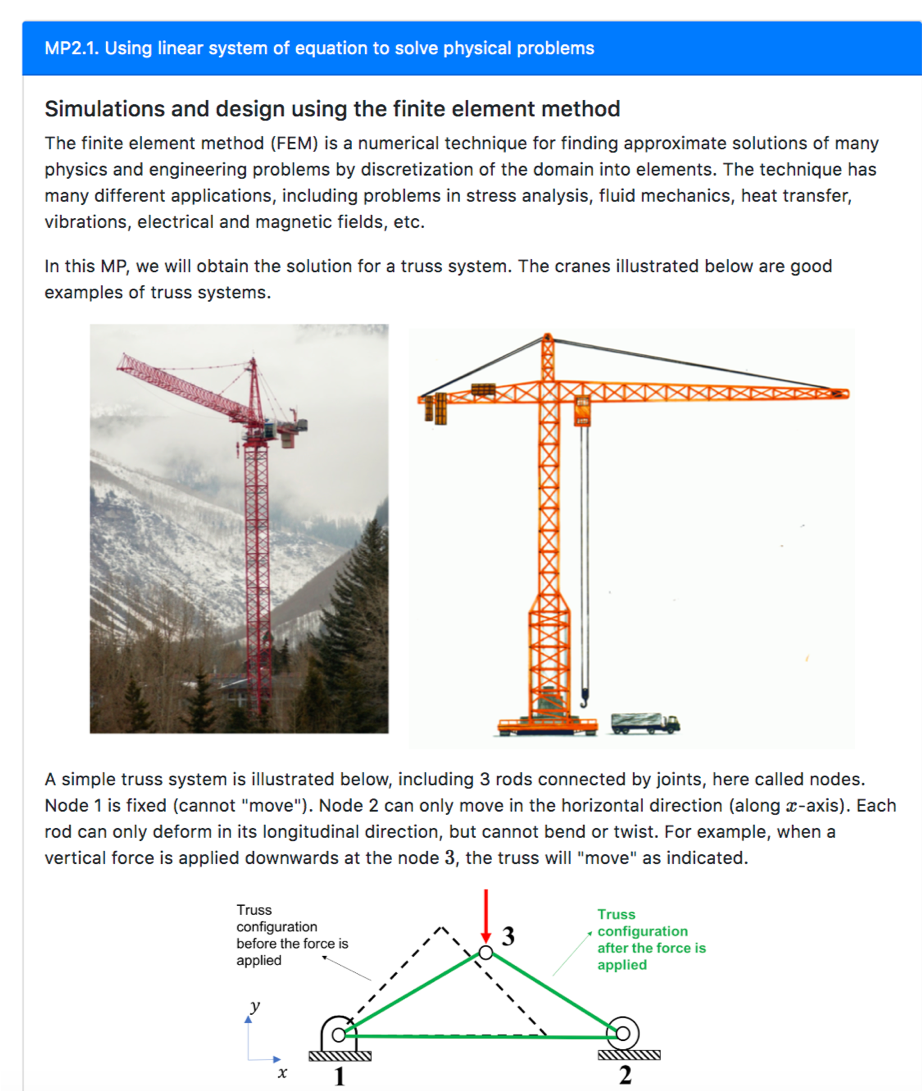 MP2.1. Using linear system of equation to solve physical problems
Simulations and design using the finite element method
The finite element method (FEM) is a numerical technique for finding approximate solutions of many
physics and engineering problems by discretization of the domain into elements. The technique has
many different applications, including problems in stress analysis, fluid mechanics, heat transfer,
vibrations, electrical and magnetic fields, etc.
In this MP, we will obtain the solution for a truss system. The cranes illustrated below are good
examples of truss systems.
A simple truss system is illustrated below, including 3 rods connected by joints, here called nodes.
Node 1 is fixed (cannot "move"). Node 2 can only move in the horizontal direction (along x-axis). Each
rod can only deform in its longitudinal direction, but cannot bend or twist. For example, when a
vertical force is applied downwards at the node 3, the truss will "move" as indicated.
Truss
configuration
before the force is
applied
3
Truss
configuration
after the force is
applied
y
x
1
2